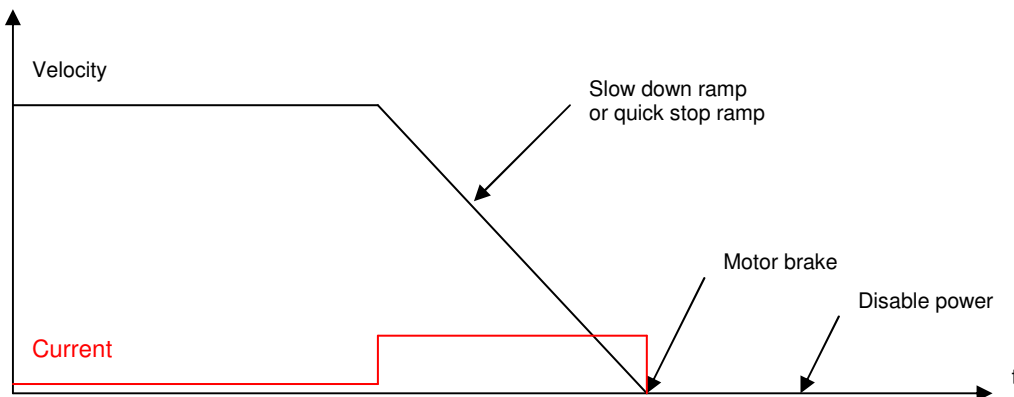 Velocity
Slow down ramp
or quick stop ramp
Motor brake
Disable power
Current
t